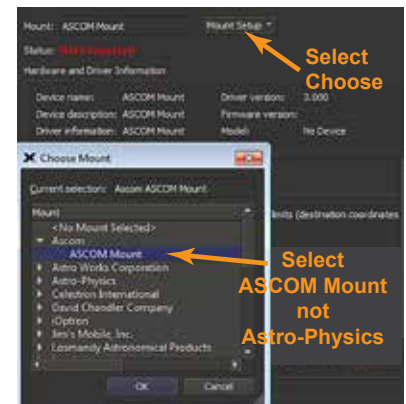 Mount: ASCOM Mount
Mount Setup
Status: Not Connected
Select
Choose
Hardware and Driver Information
Device name: ASCOM Mount Driver version: 3.000
Device description: ASCOM Mount Firmware version:
Driver information: ASCOM Mount Model: No Device
Choose Mount
Current selection: Ascom ASCOM Mount
Mount
limits (destination coordinates
<No Mount Selected>
Ascom
ASCOM Mount
Astro Works Corporation
Astro-Physics
Celestron International
David Chandler Company
iOptron
Jim's Mobile, Inc.
Losmandy Astronomical Products
Select
ASCOM Mount
not
Astro-Physics
OK Cancel